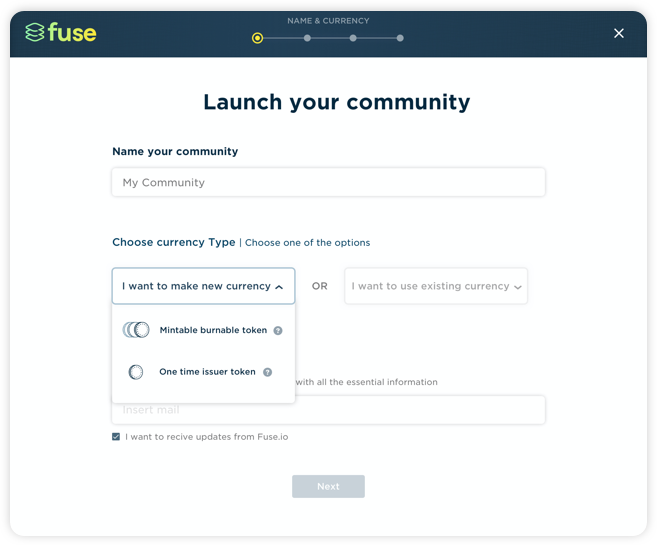 fuse
NAME & CURRENCY
Launch your community
Name your community
My Community
Choose currency Type | Choose one of the options
I want to make new currency OR I want to use existing currency
Mintable burnable token ?
One time issuer token ?
with all the essential information
Insert mail
I want to recive updates from Fuse.io
Next